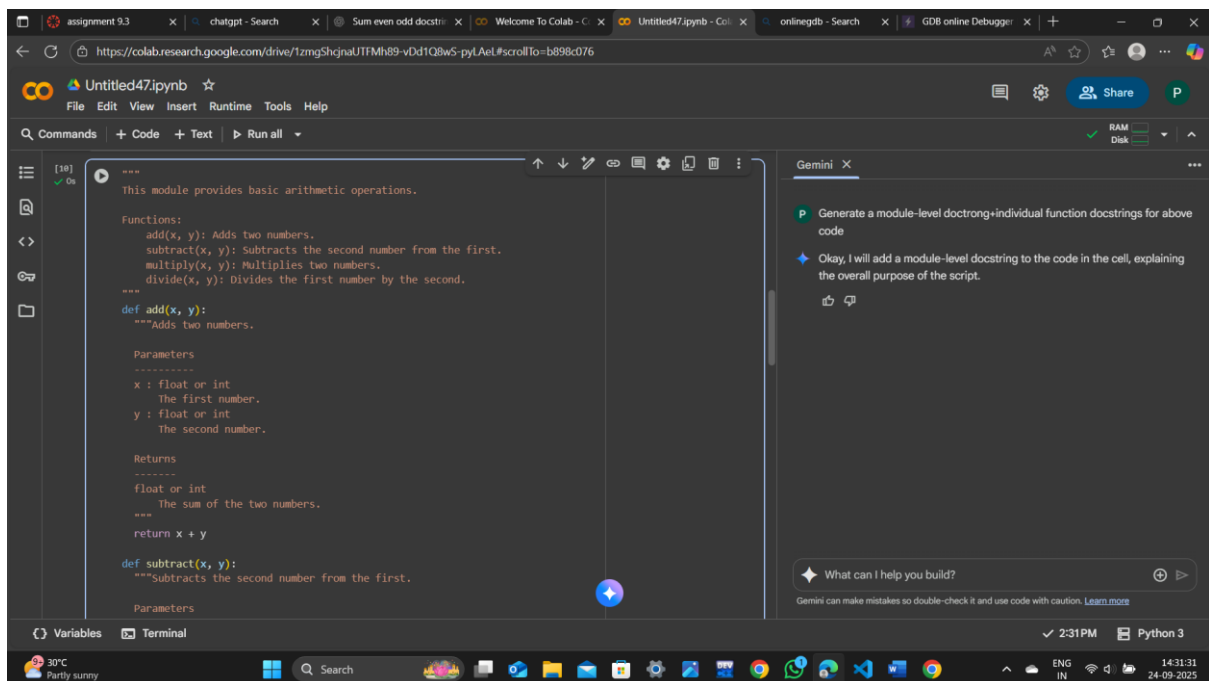 assignment 9.3
chatgpt - Search
Sum even odd docstrin
Welcome To Colab - C
Untitled47.ipynb - Col
onlinegdb - Search
GDB online Debugger
https://colab.research.google.com/drive/1zmgShcjnaUTFMh89-vDd1Q8wS-pyLAeL#scrollTo=b898c076
CO Untitled47.ipynb
File Edit View Insert Runtime Tools Help
Share
P
Commands + Code + Text Run all
RAM
Disk
[10]
0s
"""
This module provides basic arithmetic operations.
Functions:
add(x, y): Adds two numbers.
subtract(x, y): Subtracts the second number from the first.
multiply(x, y): Multiplies two numbers.
divide(x, y): Divides the first number by the second.
"""
def add(x, y):
"""Adds two numbers.
Parameters
----------
x : float or int
The first number.
y : float or int
The second number.
Returns
-------
float or int
The sum of the two numbers.
"""
return x + y
def subtract(x, y):
"""Subtracts the second number from the first.
Parameters
Gemini
P Generate a module-level doctrong+individual function docstrings for above
code
Okay, I will add a module-level docstring to the code in the cell, explaining
the overall purpose of the script.
What can I help you build?
Gemini can make mistakes so double-check it and use code with caution. Learn more
{} Variables Terminal
2:31 PM Python 3
9+
30°C
Partly sunny
Search
ENG
IN
14:31:31
24-09-2025